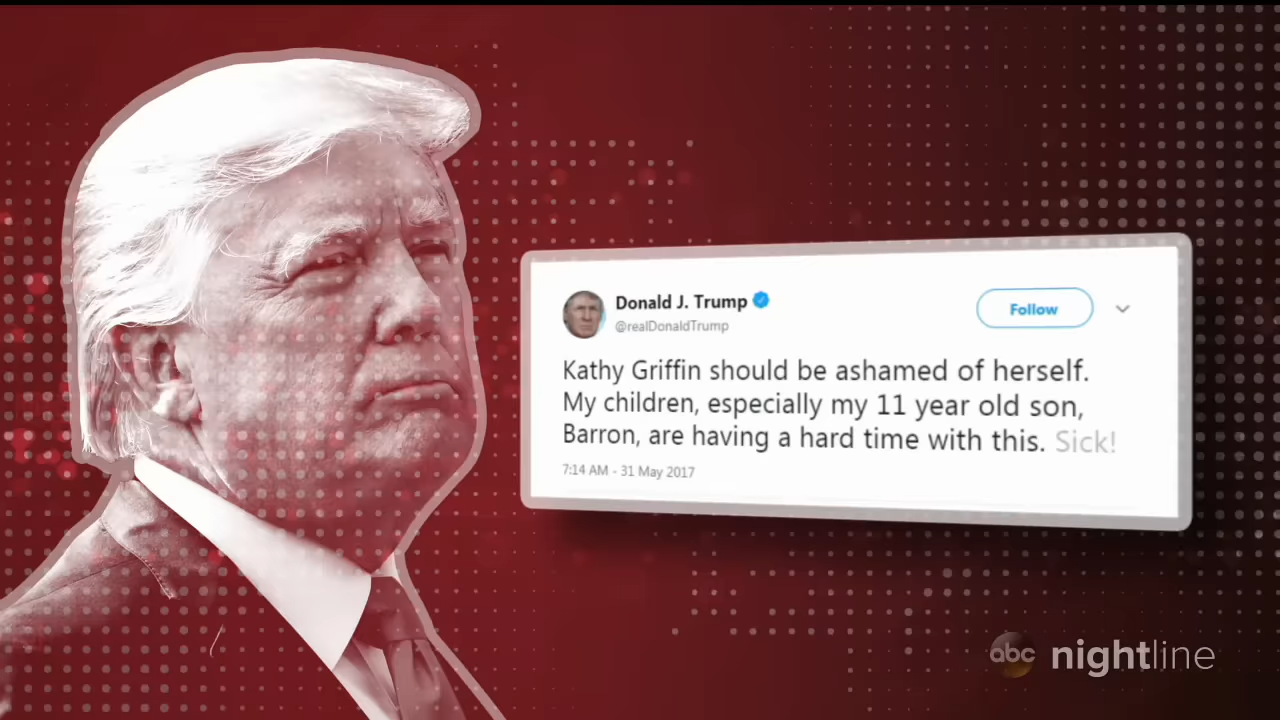 Donald J. Trump
@realDonaldTrump
Follow
Kathy Griffin should be ashamed of herself.
My children, especially my 11 year old son,
Barron, are having a hard time with this. Sick!
7:14 AM - 31 May 2017
abc nightline